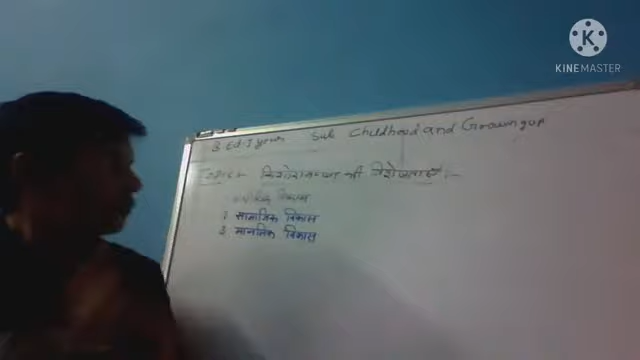 KINEMASTER
B.Ed I year Sub Childhood and Growing up
Topic:- किशोरावस्था की विशेषताएँ :-
विकास
1 सामाजिक विकास
2 मानसिक विकास